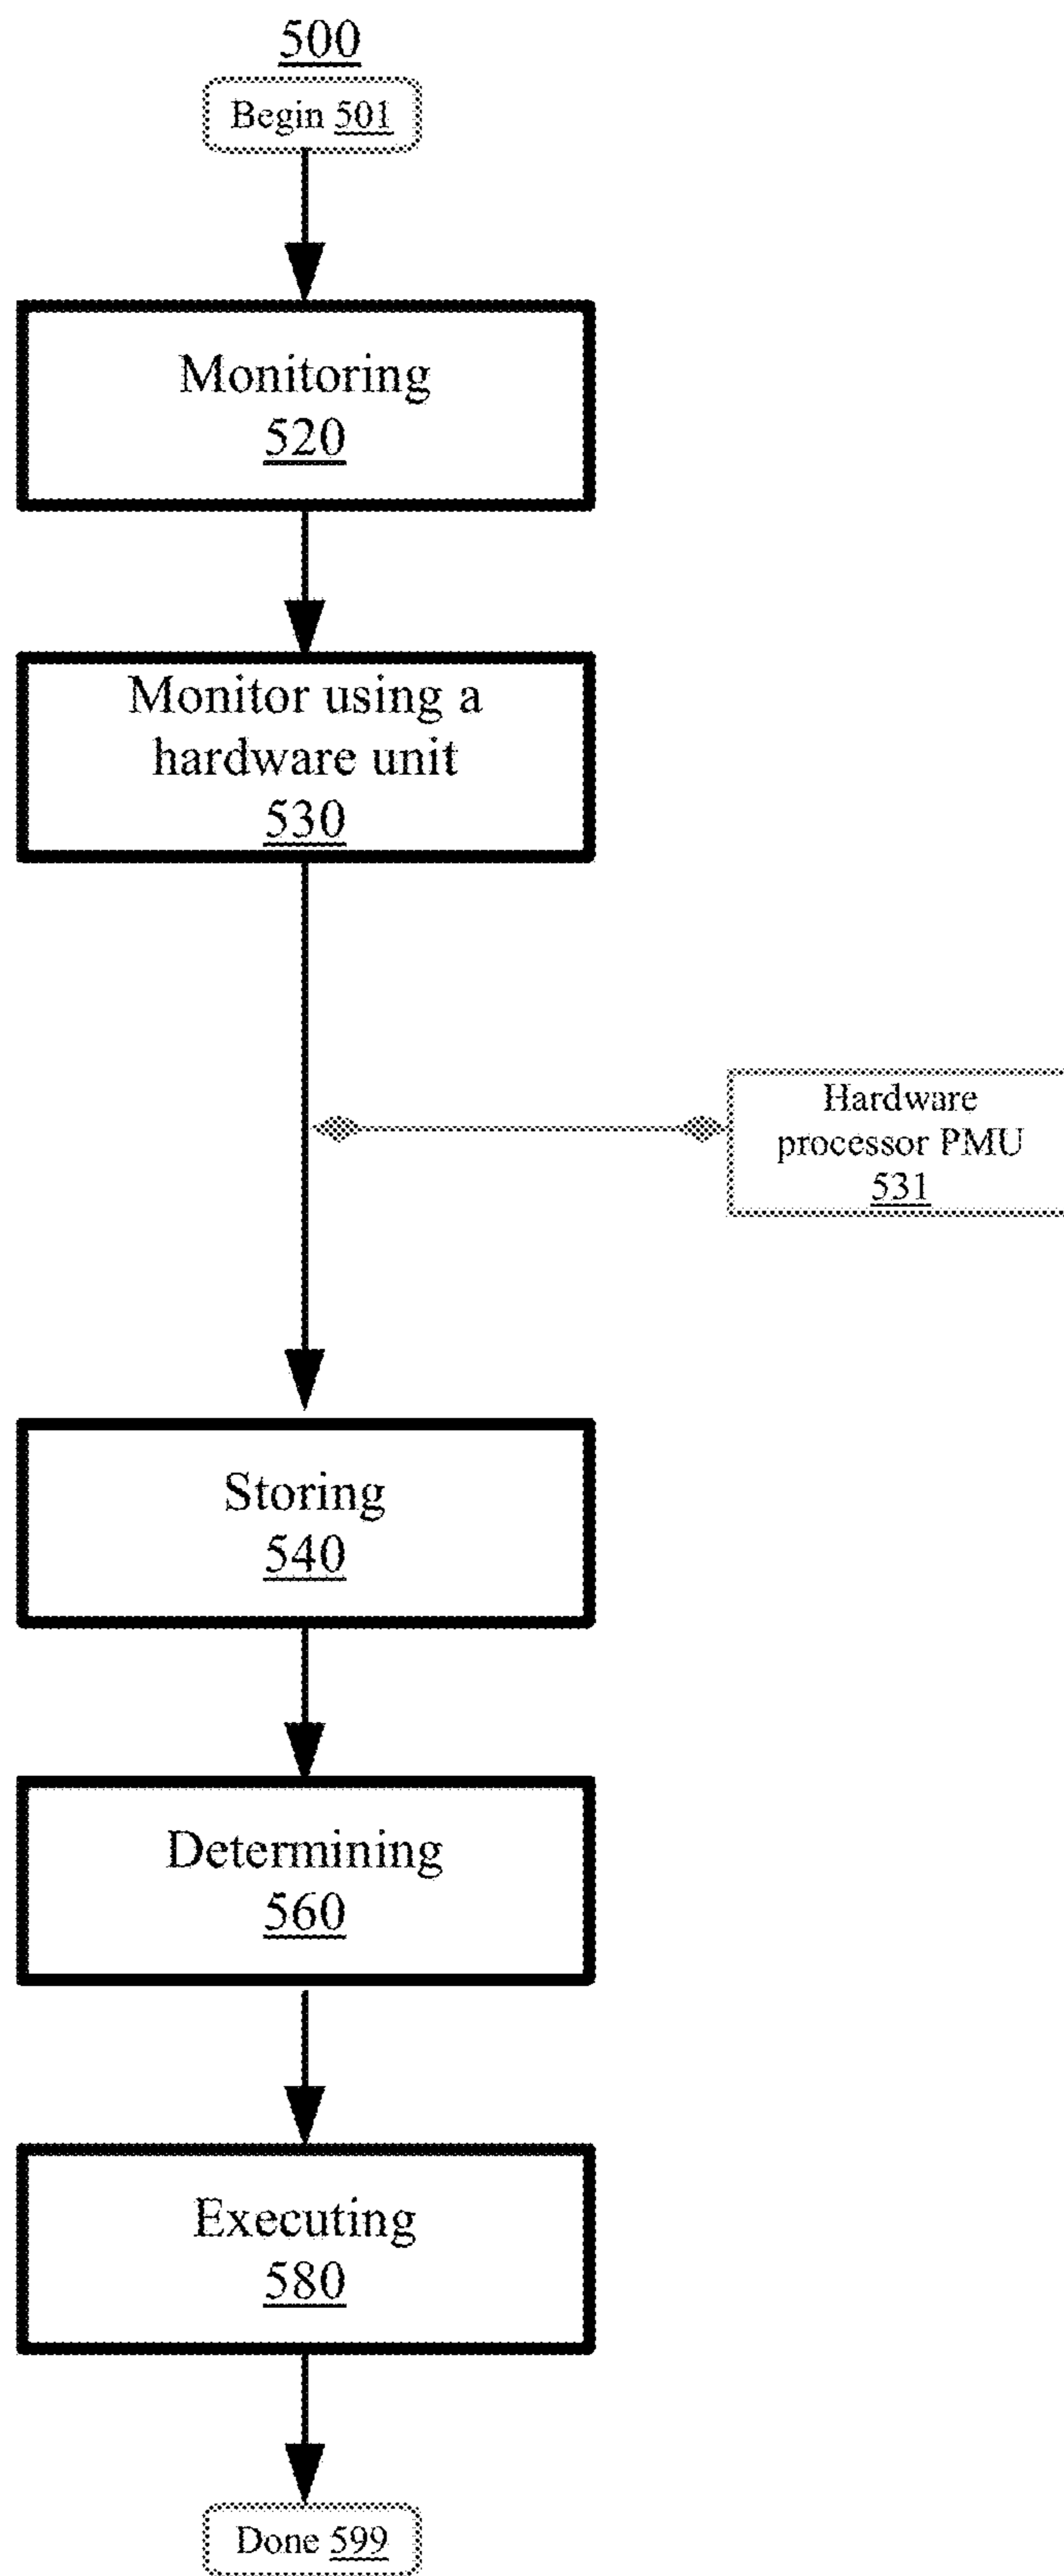 500
Begin 501
Monitoring
520
Monitor using a
hardware unit
530
Hardware
processor PMU
531
Storing
540
Determining
560
Executing
580
Done 599